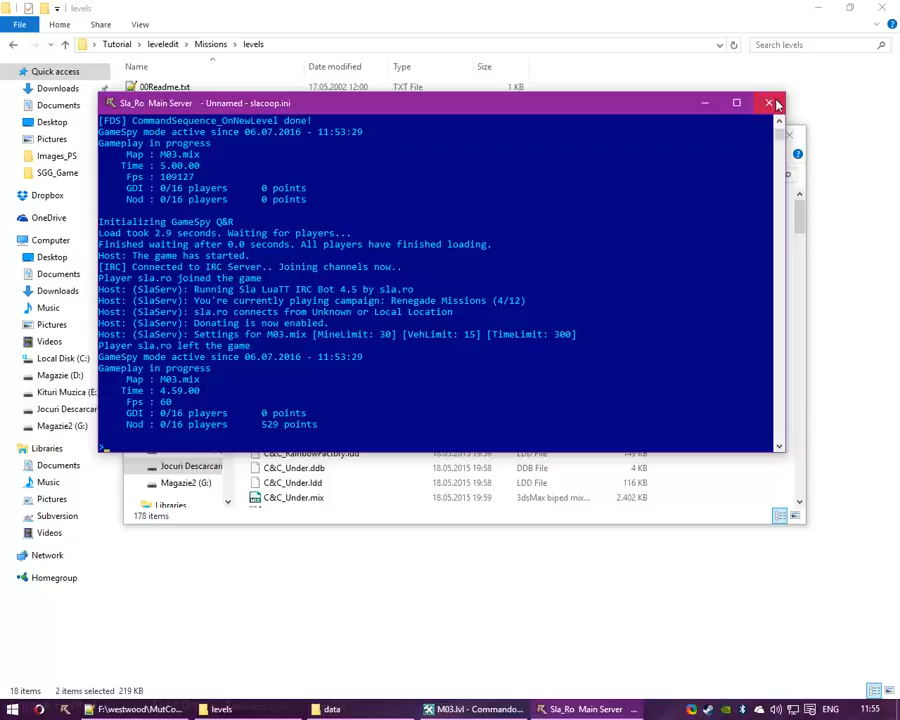 levels
File
Home
Share
View
Tutorial
leveledit
Missions
levels
Search levels
Name
Date modified
Type
Size
00Readme.txt
17.05.2002 12:00
TXT File
1 KB
Quick access
Downloads
Documents
Desktop
Pictures
Images_PS
SGG_Game
Dropbox
OneDrive
Computer
Desktop
Documents
Downloads
Music
Pictures
Videos
Local Disk (C:)
Magazie (D:)
Kituri Muzica (E:
Jocuri Descarcar
Magazie2 (G:)
Libraries
Documents
Music
Pictures
Subversion
Videos
Network
Homegroup
Sla_Ro Main Server - Unnamed - slacoop.ini
[FDS] CommandSequence_OnNewLevel done!
GameSpy mode active since 06.07.2016 - 11:53:29
Gameplay in progress
Map : M03.mix
Time : 5.00.00
Fps : 109127
GDI : 0/16 players 0 points
Nod : 0/16 players 0 points
Initializing GameSpy Q&R
Load took 2.9 seconds. Waiting for players...
Finished waiting after 0.0 seconds. All players have finished loading.
Host: The game has started.
[IRC] Connected to IRC Server.. Joining channels now..
Player sla.ro joined the game
Host: (SlaServ): Running Sla LuaTT IRC Bot 4.5 by sla.ro
Host: (SlaServ): You're currently playing campaign: Renegade Missions (4/12)
Host: (SlaServ): sla.ro connects from Unknown or Local Location
Host: (SlaServ): Donating is now enabled.
Host: (SlaServ): Settings for M03.mix [MineLimit: 30] [VehLimit: 15] [TimeLimit: 300]
Player sla.ro left the game
GameSpy mode active since 06.07.2016 - 11:53:29
Gameplay in progress
Map : M03.mix
Time : 4.59.00
Fps : 60
GDI : 0/16 players 0 points
Nod : 0/16 players 529 points
>
C&C_RainbowFactory.ldd
149 KB
LDD File
Jocuri Descarcari
C&C_Under.ddb
18.05.2015 19:58
DDB File
4 KB
Magazie2 (G:)
C&C_Under.ldd
18.05.2015 19:58
LDD File
116 KB
Libraries
C&C_Under.mix
18.05.2015 19:59
3dsMax biped mix...
2.402 KB
178 items
18 items
2 items selected 219 KB
F:\westwood\MutCo...
levels
data
M03.lvl - Commando...
Sla_Ro Main Server ...
ENG
11:55